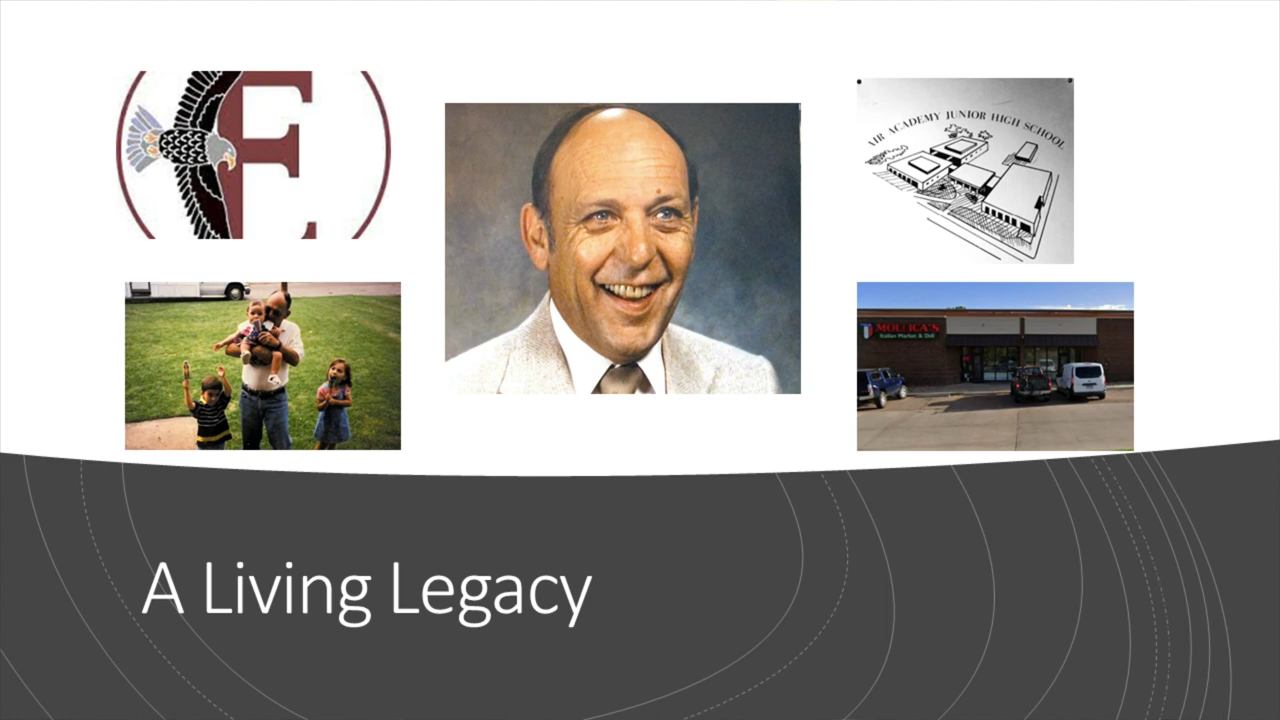 E
AIR ACADEMY JUNIOR HIGH SCHOOL
MOLLICA'S
Italian Market & Deli
A Living Legacy